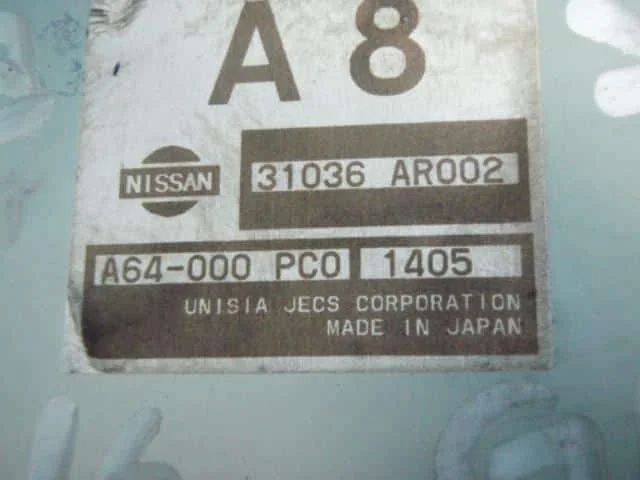 A 8
NISSAN
31036 AR002
A64-000 PC0 1405
UNISIA JECS CORPORATION
MADE IN JAPAN